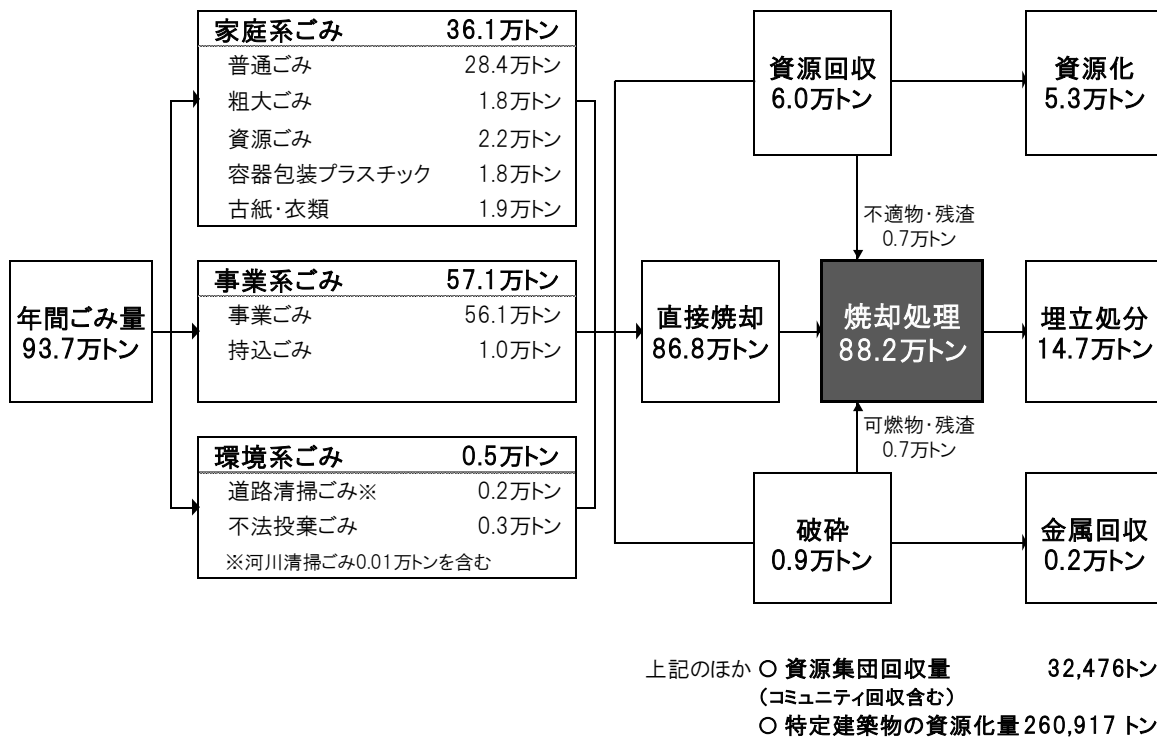 年間ごみ量
93.7万トン
家庭系ごみ 36.1万トン
普通ごみ 28.4万トン
粗大ごみ 1.8万トン
資源ごみ 2.2万トン
容器包装プラスチック 1.8万トン
古紙・衣類 1.9万トン
事業系ごみ 57.1万トン
事業ごみ 56.1万トン
持込ごみ 1.0万トン
環境系ごみ 0.5万トン
道路清掃ごみ※ 0.2万トン
不法投棄ごみ 0.3万トン
※河川清掃ごみ0.01万トンを含む
資源回収
6.0万トン
資源化
5.3万トン
不適物・残渣
0.7万トン
直接焼却
86.8万トン
焼却処理
88.2万トン
埋立処分
14.7万トン
可燃物・残渣
0.7万トン
破砕
0.9万トン
金属回収
0.2万トン
上記のほか ○ 資源集団回収量 32,476トン
(コミュニティ回収含む)
○ 特定建築物の資源化量 260,917 トン